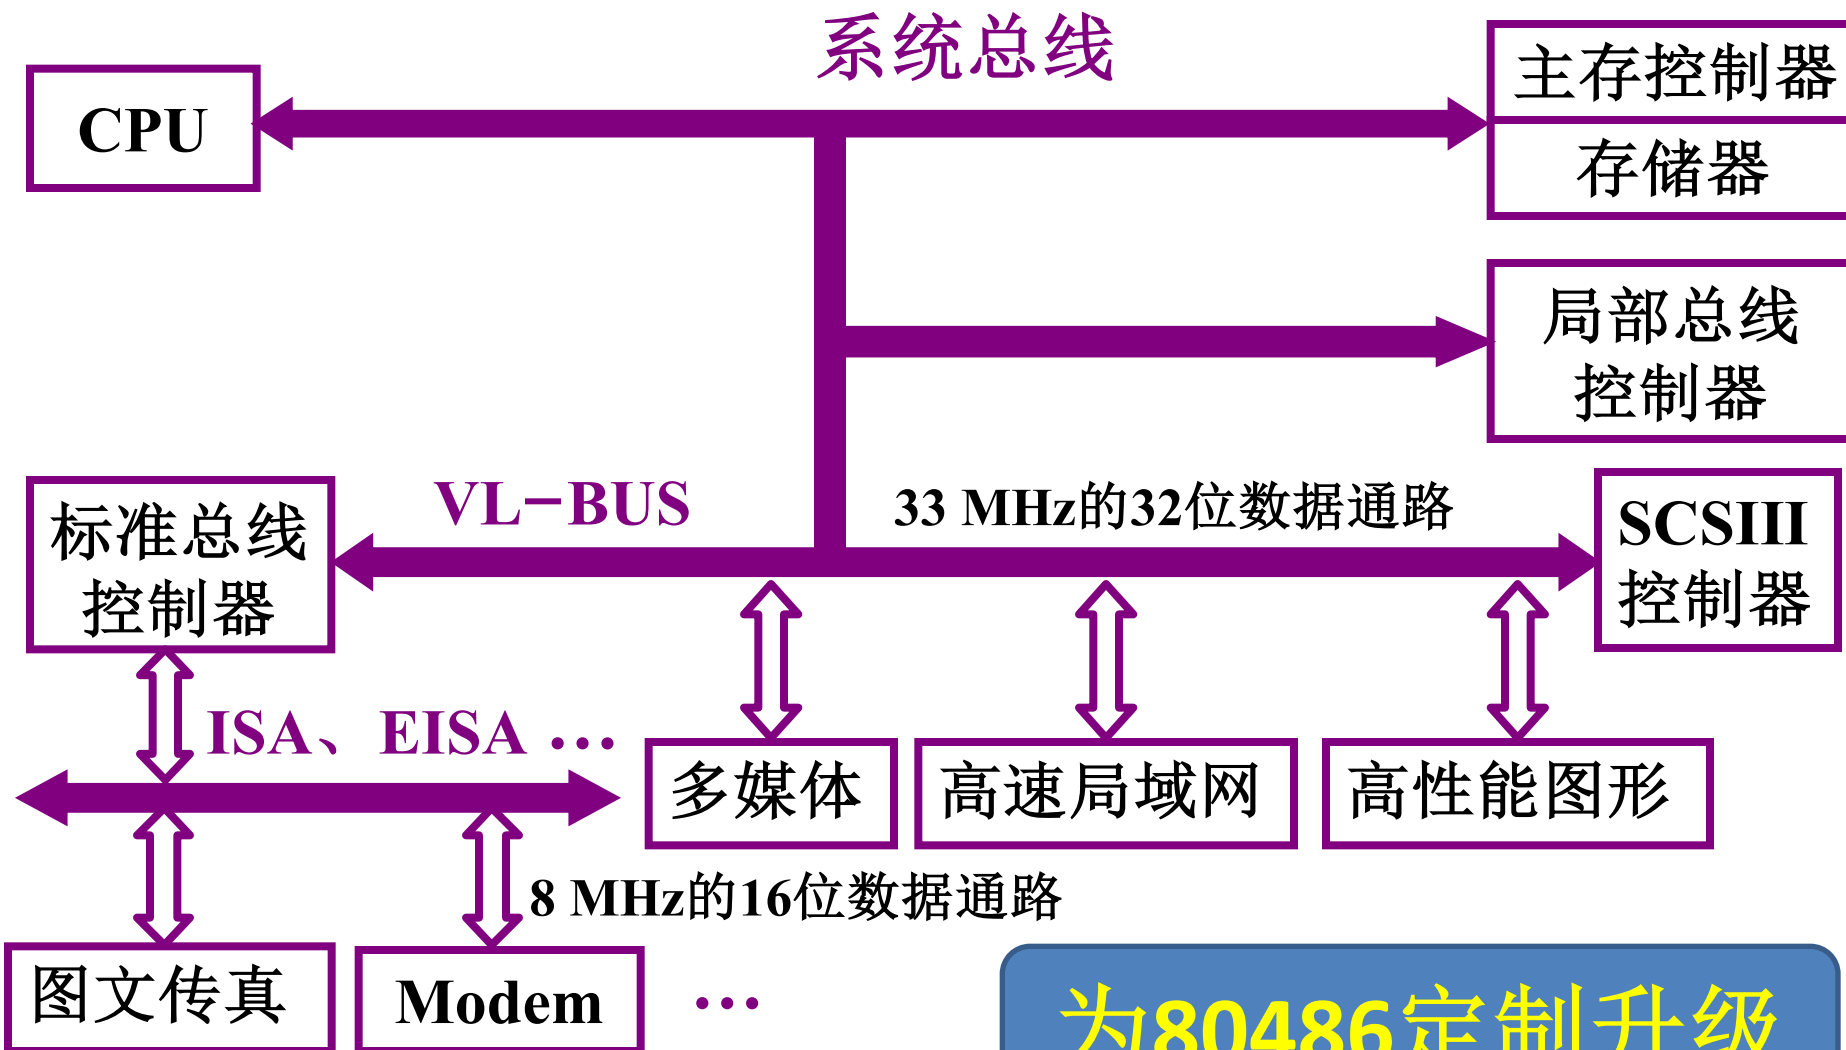 系统总线
CPU
主存控制器
存储器
局部总线
控制器
VL-BUS
33 MHz的32位数据通路
标准总线
控制器
SCSIII
控制器
ISA、EISA …
多媒体
高速局域网
高性能图形
8 MHz的16位数据通路
图文传真
Modem
…
为80486定制升级